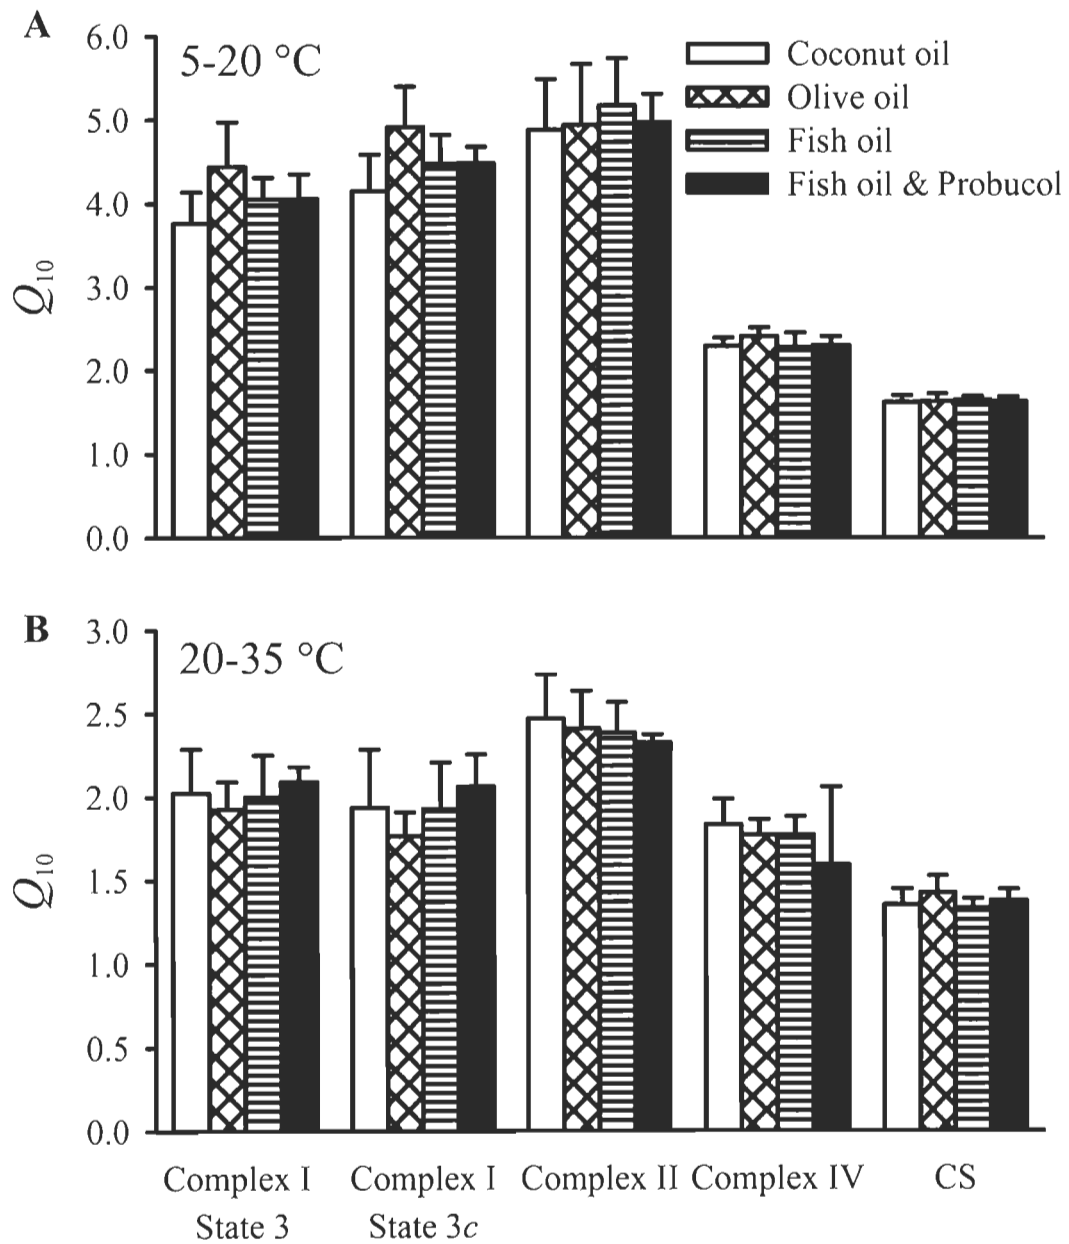 A
6.0
5-20 °C
5.0
4.0
3.0
2.0
1.0
0.0
Q10
Coconut oil
Olive oil
Fish oil
Fish oil & Probucol
B
3.0
20-35 °C
2.5
2.0
1.5
1.0
0.5
0.0
Q10
Complex I Complex I Complex II Complex IV CS
State 3 State 3c